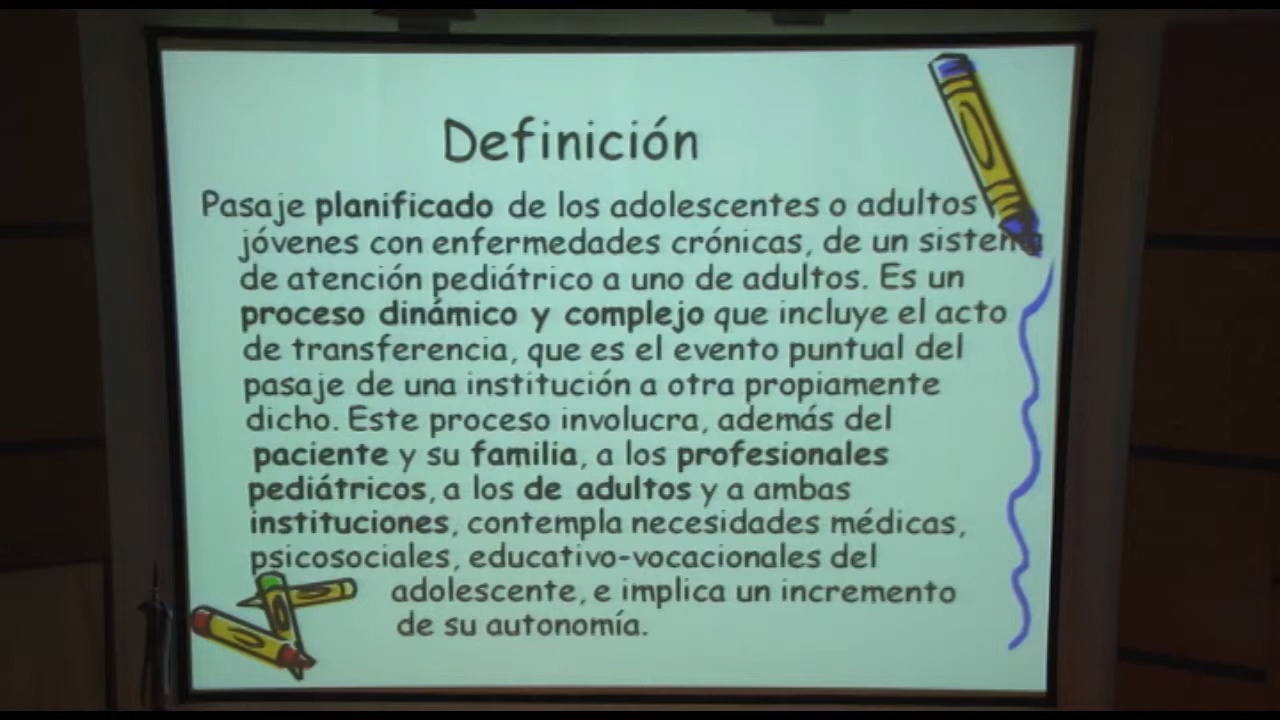 Definición
Pasaje planificado de los adolescentes o adultos
jóvenes con enfermedades crónicas, de un sistema
de atención pediátrico a uno de adultos. Es un
proceso dinámico y complejo que incluye el acto
de transferencia, que es el evento puntual del
pasaje de una institución a otra propiamente
dicho. Este proceso involucra, además del
paciente y su familia, a los profesionales
pediátricos, a los de adultos y a ambas
instituciones, contempla necesidades médicas,
psicosociales, educativo-vocacionales del
adolescente, e implica un incremento
de su autonomía.